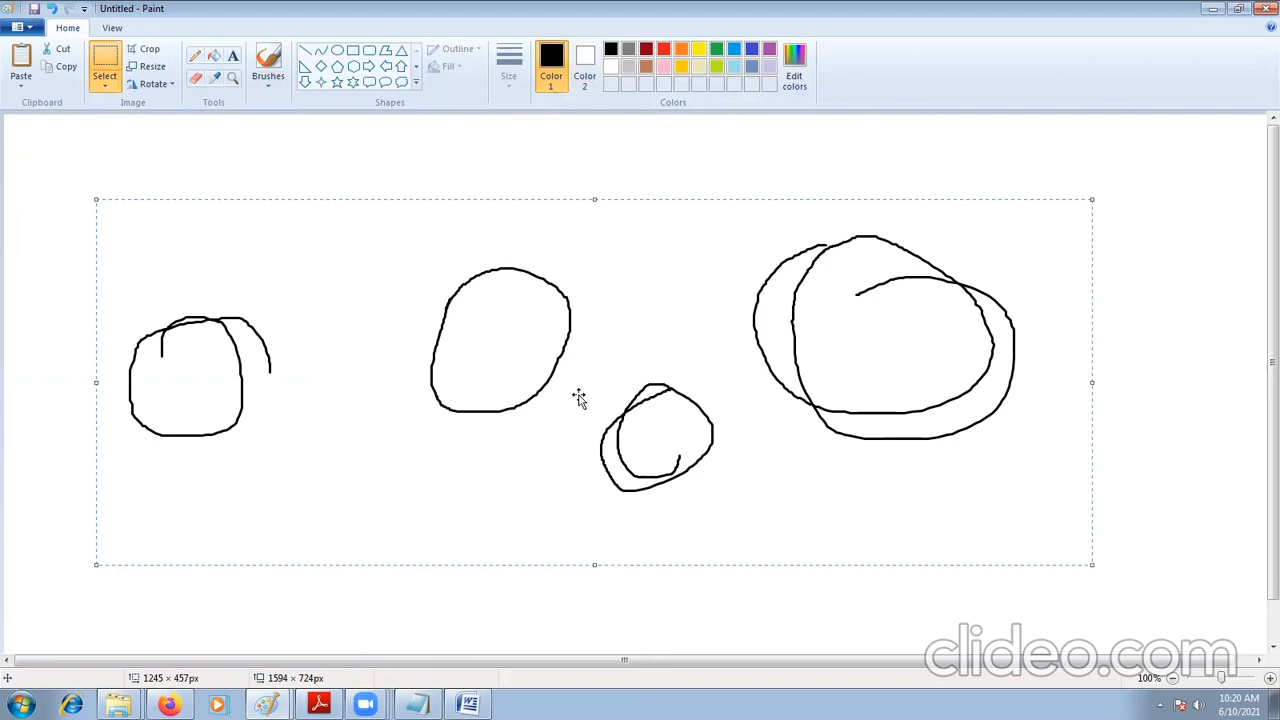 Untitled - Paint
Home View
Paste
Cut
Copy
Clipboard
Select
Crop
Resize
Rotate
Image
A
Tools
Brushes
Outline
Fill
Shapes
Size
Color
1
Color
2
Edit
colors
Colors
1245 × 457px
1594 × 724px
100%
clideo.com
10:20 AM
6/10/2021